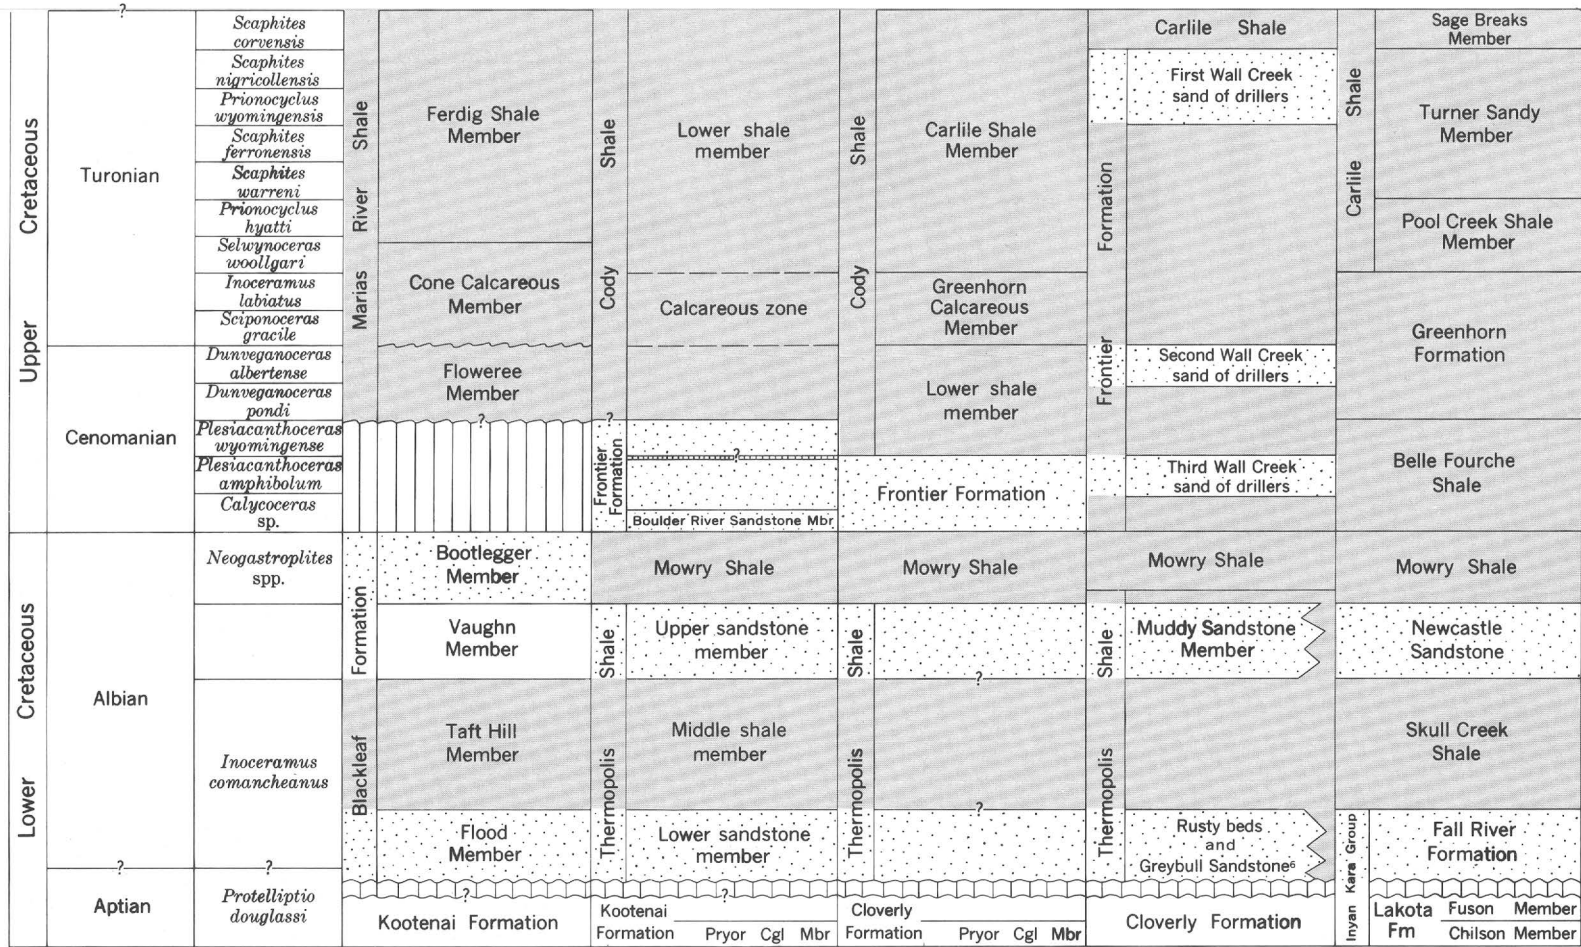 ?
Upper Cretaceous
Lower Cretaceous
Turonian
Cenomanian
Albian
?
Aptian
Scaphites
corvensis
Scaphites
nigricollensis
Prionocyclus
wyomingensis
Scaphites
ferronensis
Scaphites
warreni
Prionocyclus
hyatti
Selwynoceras
woollgari
Inoceramus
labiatus
Sciponoceras
gracile
Dunveganoceras
albertense
Dunveganoceras
pondi
Plesiacanthoceras
wyomingense
Plesiacanthoceras
amphibolum
Calycoceras
sp.
Neogastroplites
spp.
Inoceramus
comancheanus
?
Protelliptio
douglassi
Marias River Shale
Ferdig Shale
Member
Cone Calcareous
Member
Floweree
Member
?
Blackleaf Formation
Bootlegger
Member
Vaughn
Member
Taft Hill
Member
Flood
Member
?
Kootenai Formation
Cody Shale
Lower shale
member
Calcareous zone
?
Frontier
Formation
?
Boulder River Sandstone Mbr
Mowry Shale
Thermopolis Shale
Upper sandstone
member
Middle shale
member
Lower sandstone
member
?
Kootenai
Formation
Pryor Cgl Mbr
Cody Shale
Carlile Shale
Member
Greenhorn
Calcareous
Member
Lower shale
member
Frontier Formation
Mowry Shale
Thermopolis Shale
?
?
Cloverly
Formation
Pryor Cgl Mbr
Carlile Shale
Frontier Formation
First Wall Creek
sand of drillers
Second Wall Creek
sand of drillers
Third Wall Creek
sand of drillers
Mowry Shale
Thermopolis Shale
Muddy Sandstone
Member
Rusty beds
and
Greybull Sandstone⁶
Cloverly Formation
Carlile Shale
Sage Breaks
Member
Turner Sandy
Member
Pool Creek Shale
Member
Greenhorn
Formation
Belle Fourche
Shale
Mowry Shale
Newcastle
Sandstone
Skull Creek
Shale
Inyan Kara Group
Fall River
Formation
Lakota
Fm
Fuson Member
Chilson Member